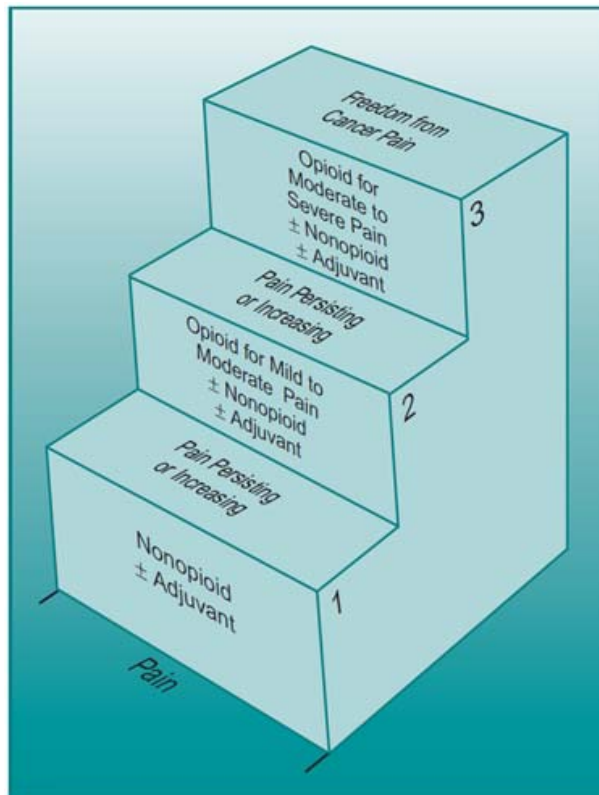 Freedom from
Cancer Pain
Opioid for
Moderate to
Severe Pain
± Nonopioid
± Adjuvant
3
Pain Persisting
or Increasing
Opioid for Mild to
Moderate Pain
± Nonopioid
± Adjuvant
2
Pain Persisting
or Increasing
Nonopioid
± Adjuvant
1
Pain